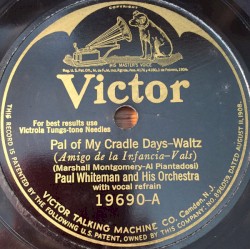 "HIS MASTER'S VOICE"
Victor
For best results use
Victrola Tungs-tone Needles
Pal of My Cradle Days-Waltz
(Amigo de la Infancia-Vals)
(Marshall Montgomery-Al Piantadosi)
Paul Whiteman and His Orchestra
with vocal refrain
19690-A
VICTOR TALKING MACHINE CO. Camden, N.J.